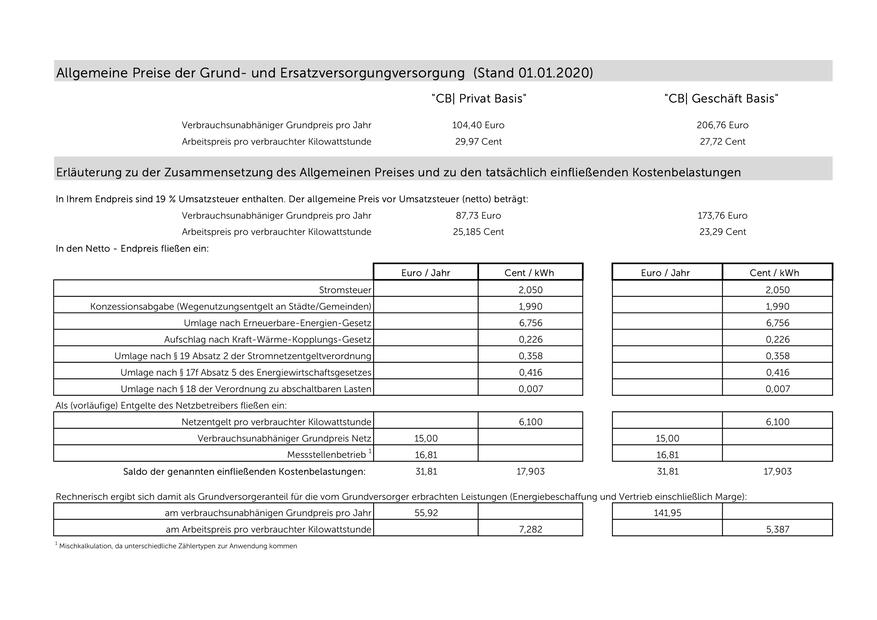 Allgemeine Preise der Grund- und Ersatzversorgungversorgung (Stand 01.01.2020)
"CB| Privat Basis" "CB| Geschäft Basis"
Verbrauchsunabhäniger Grundpreis pro Jahr 104,40 Euro 206,76 Euro
Arbeitspreis pro verbrauchter Kilowattstunde 29,97 Cent 27,72 Cent
Erläuterung zu der Zusammensetzung des Allgemeinen Preises und zu den tatsächlich einfließenden Kostenbelastungen
In Ihrem Endpreis sind 19 % Umsatzsteuer enthalten. Der allgemeine Preis vor Umsatzsteuer (netto) beträgt:
Verbrauchsunabhäniger Grundpreis pro Jahr 87,73 Euro 173,76 Euro
Arbeitspreis pro verbrauchter Kilowattstunde 25,185 Cent 23,29 Cent
In den Netto - Endpreis fließen ein:
Euro / Jahr Cent / kWh Euro / Jahr Cent / kWh
Stromsteuer 2,050 2,050
Konzessionsabgabe (Wegenutzungsentgelt an Städte/Gemeinden) 1,990 1,990
Umlage nach Erneuerbare-Energien-Gesetz 6,756 6,756
Aufschlag nach Kraft-Wärme-Kopplungs-Gesetz 0,226 0,226
Umlage nach § 19 Absatz 2 der Stromnetzentgeltverordnung 0,358 0,358
Umlage nach § 17f Absatz 5 des Energiewirtschaftsgesetzes 0,416 0,416
Umlage nach § 18 der Verordnung zu abschaltbaren Lasten 0,007 0,007
Als (vorläufige) Entgelte des Netzbetreibers fließen ein:
Netzentgelt pro verbrauchter Kilowattstunde 6,100 6,100
Verbrauchsunabhäniger Grundpreis Netz 15,00 15,00
Messstellenbetrieb ¹ 16,81 16,81
Saldo der genannten einfließenden Kostenbelastungen: 31,81 17,903 31,81 17,903
Rechnerisch ergibt sich damit als Grundversorgeranteil für die vom Grundversorger erbrachten Leistungen (Energiebeschaffung und Vertrieb einschließlich Marge):
am verbrauchsunabhänigen Grundpreis pro Jahr 55,92 141,95
am Arbeitspreis pro verbrauchter Kilowattstunde 7,282 5,387
¹ Mischkalkulation, da unterschiedliche Zählertypen zur Anwendung kommen